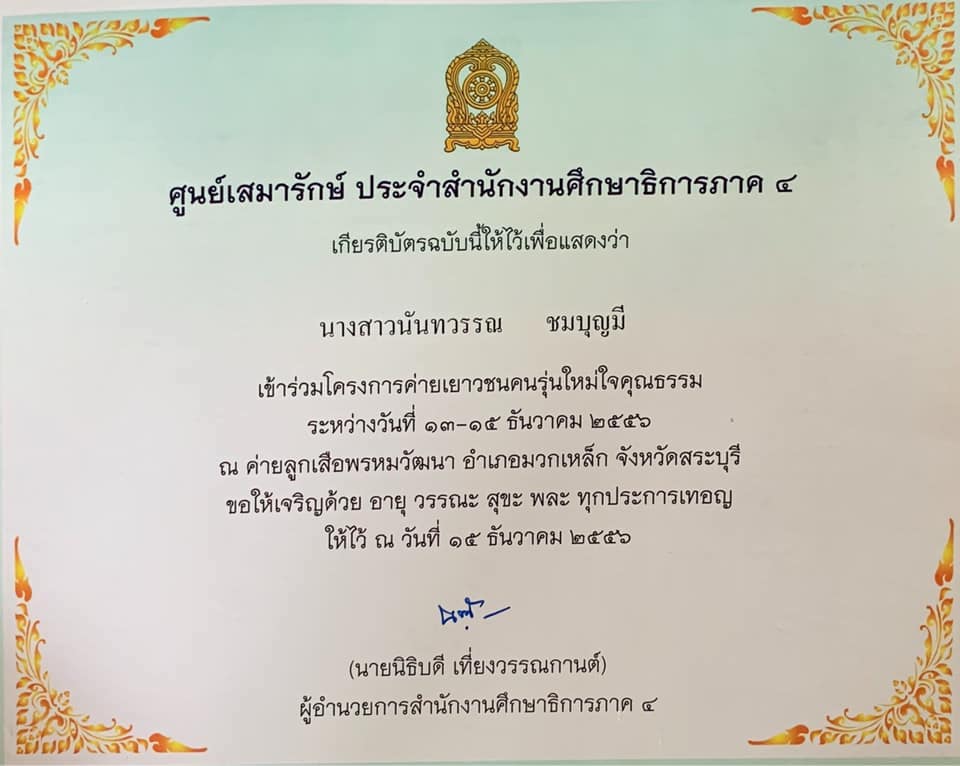 ศูนย์เสมารักษ์ ประจำสำนักงานศึกษาธิการภาค ๔
เกียรติบัตรฉบับนี้ให้ไว้เพื่อแสดงว่า
นางสาวนันทวรรณ ชมบุญมี
เข้าร่วมโครงการค่ายเยาวชนคนรุ่นใหม่ใจคุณธรรม
ระหว่างวันที่ ๑๓-๑๕ ธันวาคม ๒๕๕๖
ณ ค่ายลูกเสือพรหมวัฒนา อำเภอมวกเหล็ก จังหวัดสระบุรี
ขอให้เจริญด้วย อายุ วรรณะ สุขะ พละ ทุกประการเทอญ
ให้ไว้ ณ วันที่ ๑๕ ธันวาคม ๒๕๕๖
(นายนิธิบดี เที่ยงวรรณกานต์)
ผู้อำนวยการสำนักงานศึกษาธิการภาค ๔